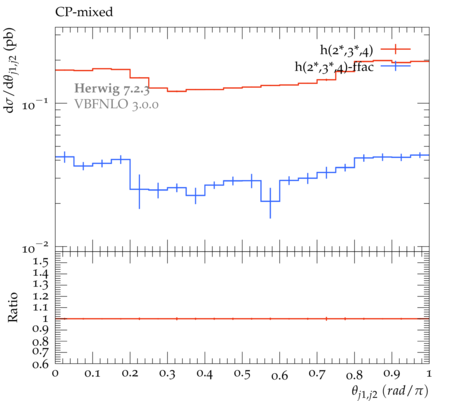 CP-mixed
dσ/dθj1,j2 (pb)
h(2*,3*,4)
h(2*,3*,4)-ffac
Herwig 7.2.3
VBFNLO 3.0.0
10⁻¹
10⁻²
Ratio
1.5
1.4
1.3
1.2
1.1
1
0.9
0.8
0.7
0.6
0 0.1 0.2 0.3 0.4 0.5 0.6 0.7 0.8 0.9 1
θj1,j2 (rad/π)